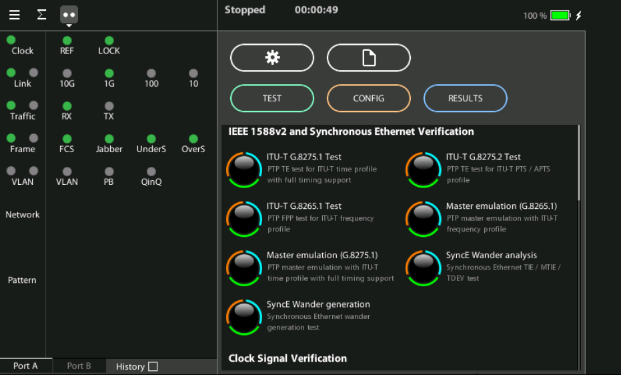 Stopped 00:00:49
100 %
Clock REF LOCK
Link 10G 1G 100 10
Traffic RX TX
Frame FCS Jabber UnderS OverS
VLAN VLAN PB QinQ
Network
Pattern
Port A Port B History
TEST CONFIG RESULTS
IEEE 1588v2 and Synchronous Ethernet Verification
ITU-T G.8275.1 Test
PTP TE test for ITU-T time profile
with full timing support
ITU-T G.8275.2 Test
PTP TE test for ITU-T PTS / APTS
profile
ITU-T G.8265.1 Test
PTP FPP test for ITU-T frequency
profile
Master emulation (G.8265.1)
PTP master emulation with ITU-T
frequency profile
Master emulation (G.8275.1)
PTP master emulation with ITU-T
time profile with full timing support
SyncE Wander analysis
Synchronous Ethernet TIE / MTIE /
TDEV test
SyncE Wander generation
Synchronous Ethernet wander
generation test
Clock Signal Verification